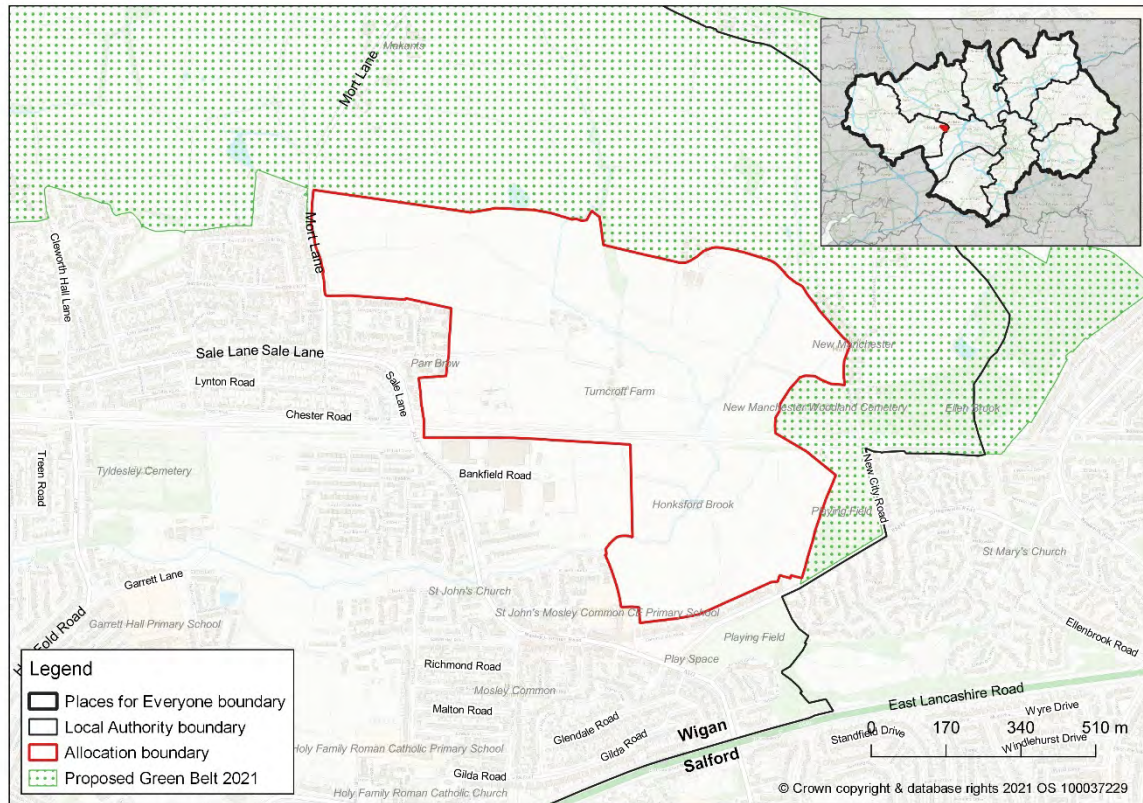 Makants
Mort Lane
Mort Lane
Cleworth Hall Lane
Sale Lane Sale Lane
Parr Brow
Lynton Road
Sale Lane
Chester Road
Turncroft Farm
New Manchester
New Manchester Woodland Cemetery
Ellen Brook
Treen Road
Tyldesley Cemetery
Bankfield Road
Honksford Brook
Playing Field
New City Road
St Mary's Church
Garrett Lane
St John's Church
St John's Mosley Common CE Primary School
Garrett Hall Primary School
Fold Road
Playing Field
Play Space
Ellenbrook Road
Richmond Road
Mosley Common
Malton Road
Glendale Road
Gilda Road
Holy Family Roman Catholic Primary School
Gilda Road
Holy Family Roman Catholic Church
Wigan
Salford
East Lancashire Road
Wyre Drive
Standfield Drive
Windlehurst Drive
Legend
Places for Everyone boundary
Local Authority boundary
Allocation boundary
Proposed Green Belt 2021
0 170 340 510 m
© Crown copyright & database rights 2021 OS 100037229